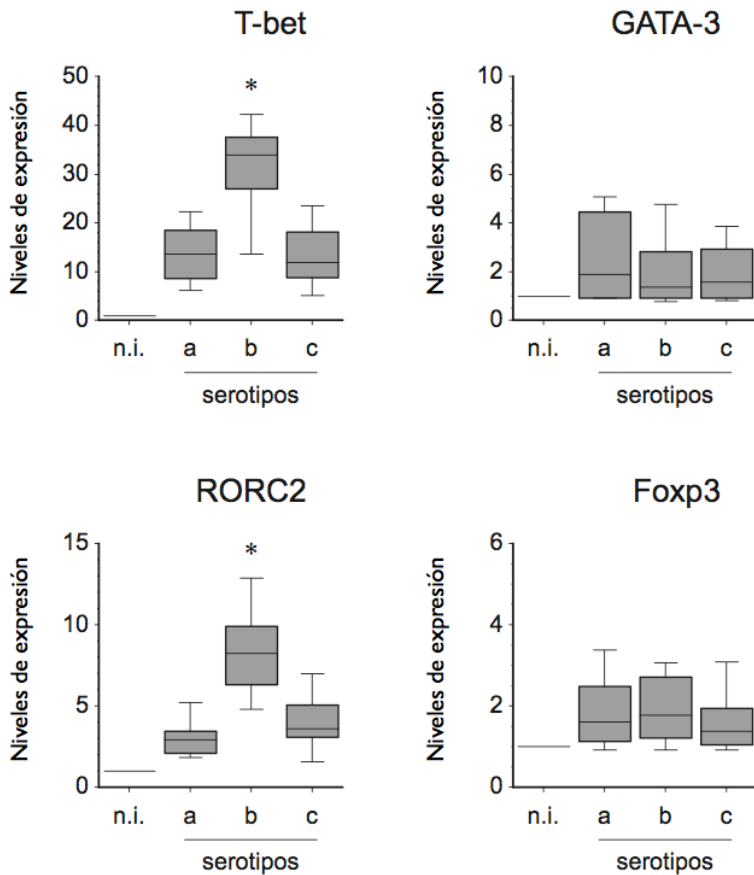 T-bet
Niveles de expresión
50
40
30
20
10
0
*
n.i. a b c
serotipos
GATA-3
Niveles de expresión
10
8
6
4
2
0
n.i. a b c
serotipos
RORC2
Niveles de expresión
15
10
5
0
*
n.i. a b c
serotipos
Foxp3
Niveles de expresión
6
4
2
0
n.i. a b c
serotipos